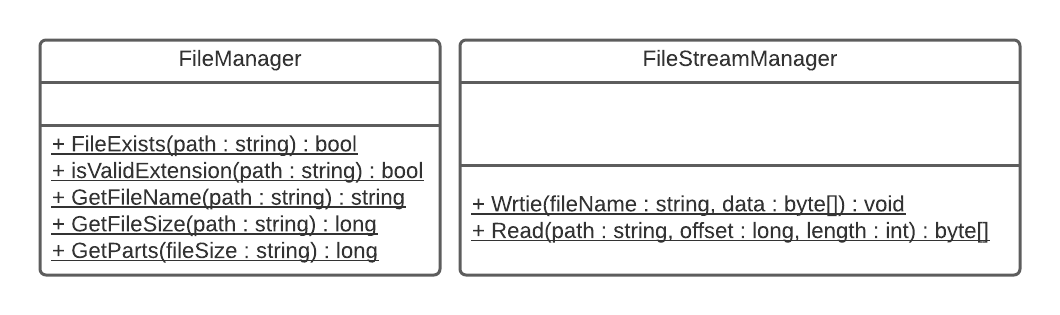 FileManager
+ FileExists(path : string) : bool
+ isValidExtension(path : string) : bool
+ GetFileName(path : string) : string
+ GetFileSize(path : string) : long
+ GetParts(fileSize : string) : long
FileStreamManager
+ Wrtie(fileName : string, data : byte[]) : void
+ Read(path : string, offset : long, length : int) : byte[]